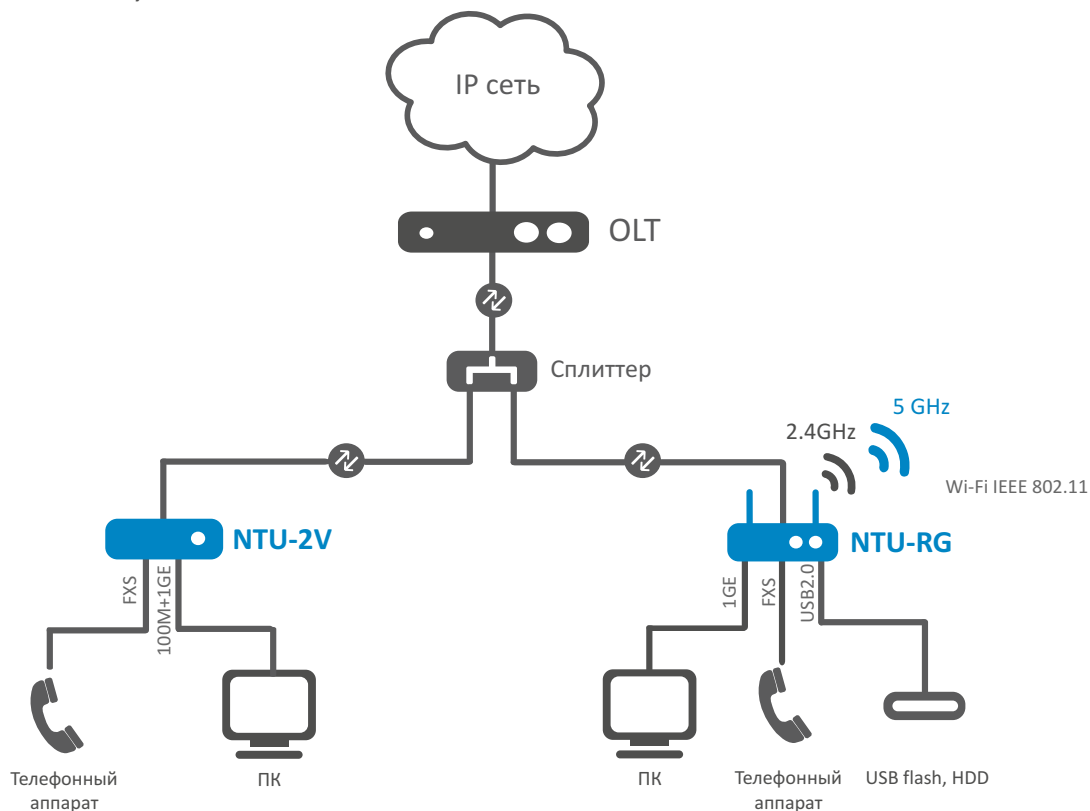 IP сеть
OLT
Сплиттер
5 GHz
2.4GHz
Wi-Fi IEEE 802.11
NTU-2V
NTU-RG
FXS
100M+1GE
1GE
FXS
USB2.0
Телефонный
аппарат
ПК
ПК
Телефонный
аппарат
USB flash, HDD